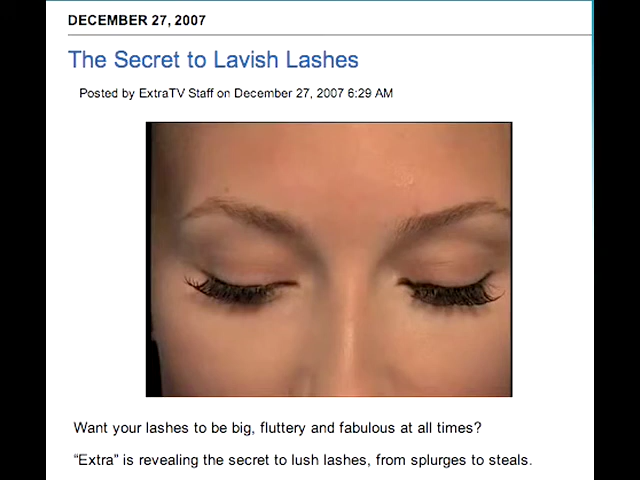 DECEMBER 27, 2007
The Secret to Lavish Lashes
Posted by ExtraTV Staff on December 27, 2007 6:29 AM
Want your lashes to be big, fluttery and fabulous at all times?
“Extra” is revealing the secret to lush lashes, from splurges to steals.